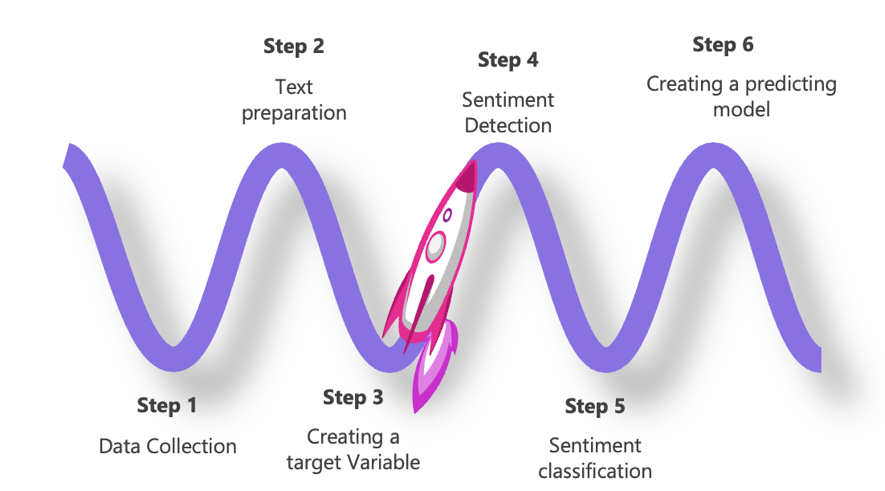 Step 1
Data Collection
Step 2
Text
preparation
Step 3
Creating a
target Variable
Step 4
Sentiment
Detection
Step 5
Sentiment
classification
Step 6
Creating a predicting
model